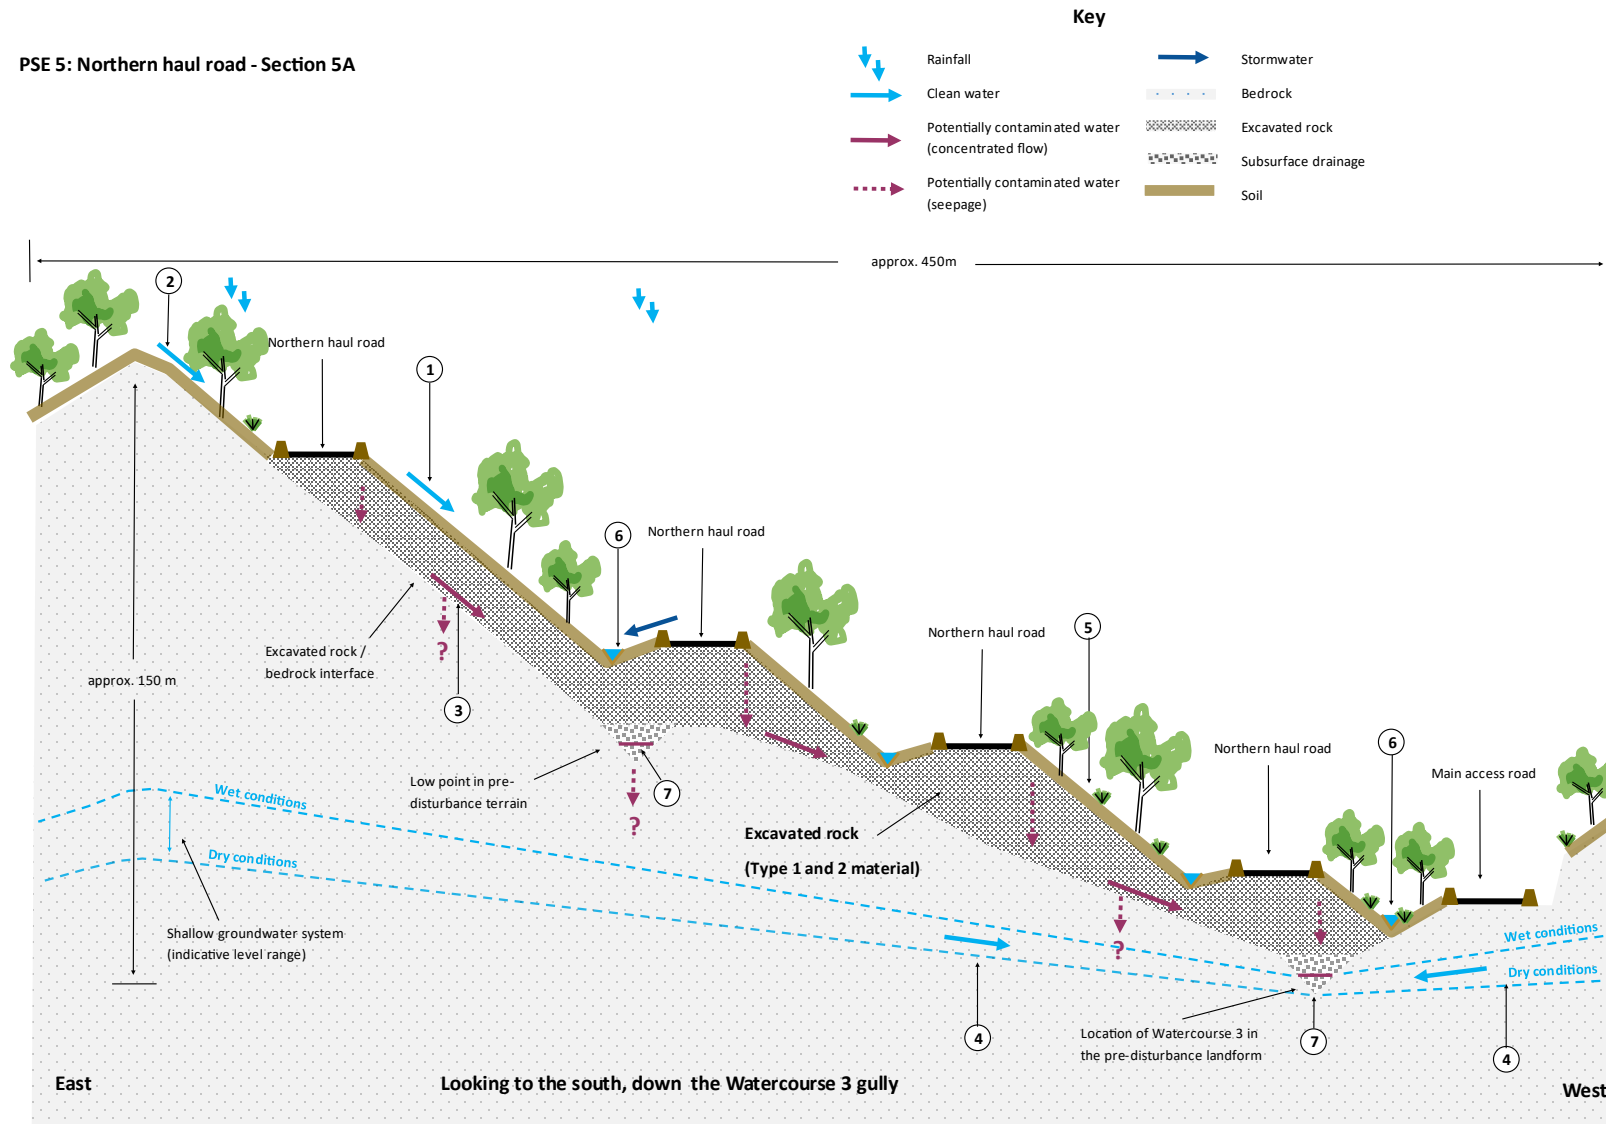 Key
PSE 5: Northern haul road - Section 5A
Rainfall
Clean water
Potentially contaminated water
(concentrated flow)
Potentially contaminated water
(seepage)
Stormwater
Bedrock
Excavated rock
Subsurface drainage
Soil
approx. 450m
2
Northern haul road
1
6
Northern haul road
Northern haul road
5
Excavated rock /
bedrock interface
?
approx. 150 m
3
Northern haul road
6
Main access road
Low point in pre-
disturbance terrain
7
?
Wet conditions
Dry conditions
Excavated rock
(Type 1 and 2 material)
Shallow groundwater system
(indicative level range)
?
Wet conditions
Dry conditions
4
Location of Watercourse 3 in
the pre-disturbance landform
7
4
East
Looking to the south, down the Watercourse 3 gully
West